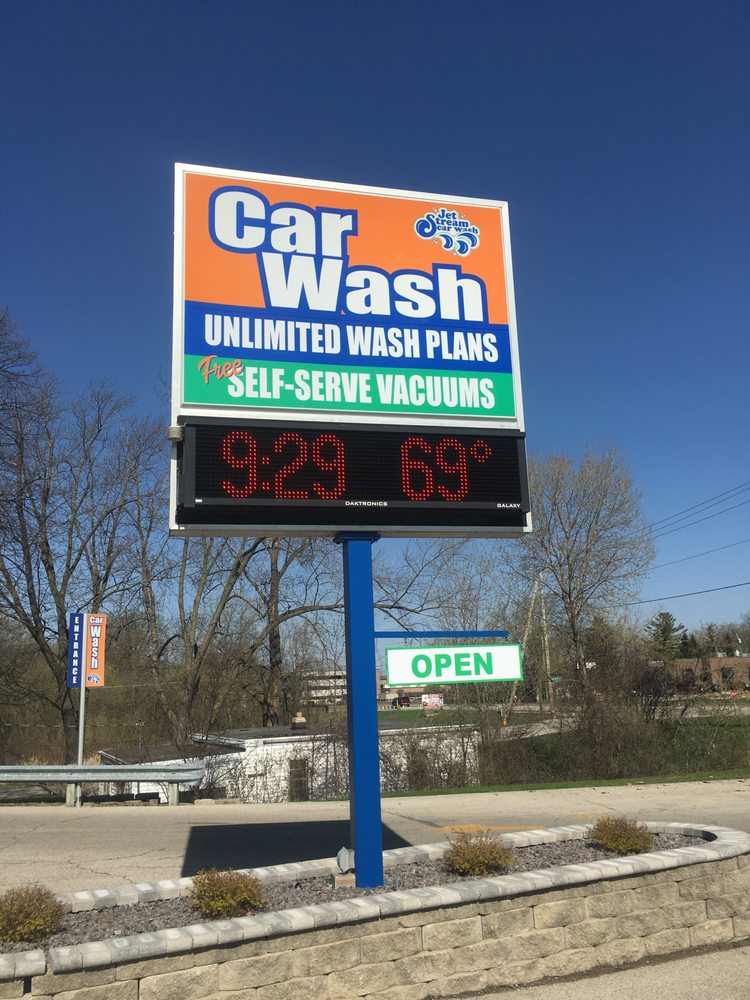 Car
Wash
Jet
Stream
car wash
UNLIMITED WASH PLANS
Free
SELF-SERVE VACUUMS
9:29 69°
DAKTRONICS GALAXY
OPEN
ENTRANCE
Car
Wash